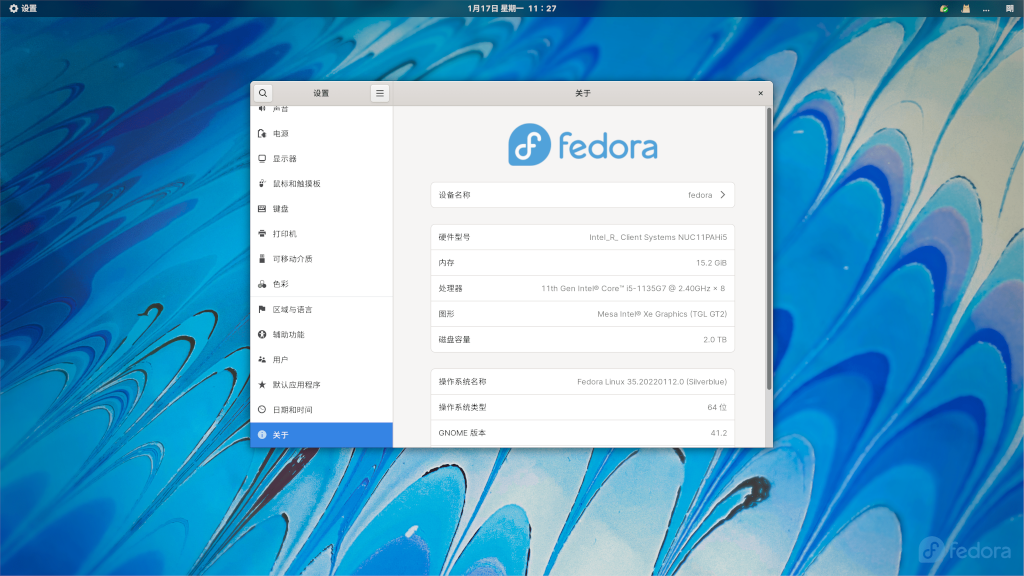 设置
1月17日 星期一 11：27
...
设置
关于
声音
电源
显示器
鼠标和触摸板
键盘
打印机
可移动介质
色彩
区域与语言
辅助功能
用户
默认应用程序
日期和时间
关于
fedora
设备名称 fedora
硬件型号 Intel_R_ Client Systems NUC11PAHi5
内存 15.2 GiB
处理器 11th Gen Intel® Core™ i5-1135G7 @ 2.40GHz × 8
图形 Mesa Intel® Xe Graphics (TGL GT2)
磁盘容量 2.0 TB
操作系统名称 Fedora Linux 35.20220112.0 (Silverblue)
操作系统类型 64 位
GNOME 版本 41.2
fedora